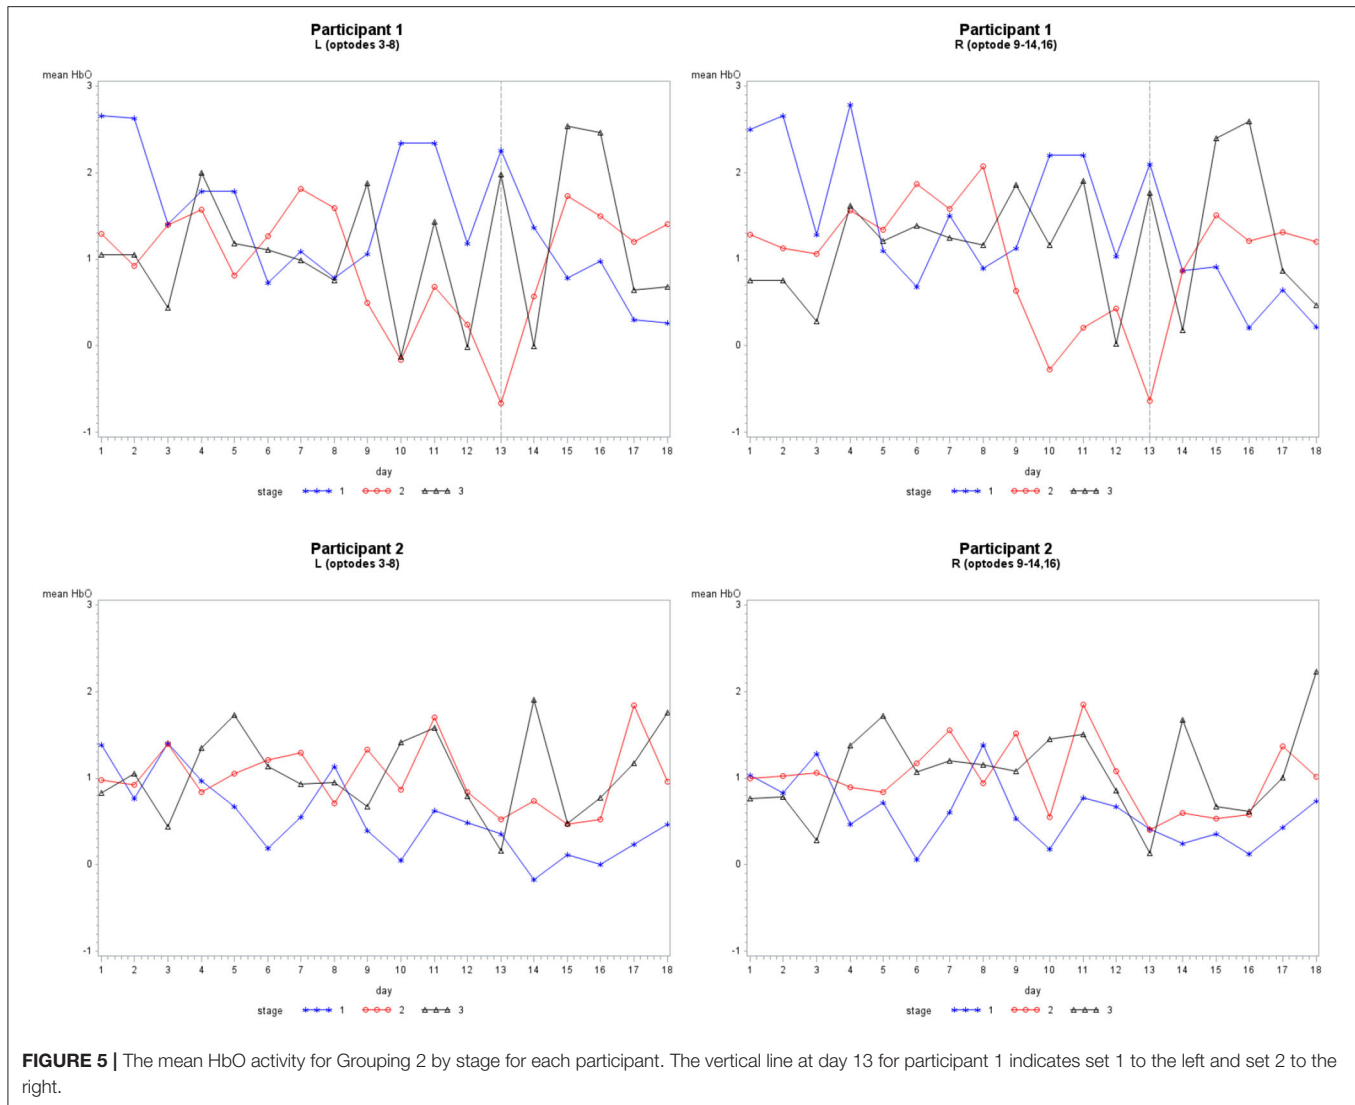 Participant 1
L (optodes 3-8)
mean HbO
3
2
1
0
-1
1 2 3 4 5 6 7 8 9 10 11 12 13 14 15 16 17 18
day
stage 1 2 3
Participant 1
R (optode 9-14,16)
mean HbO
3
2
1
0
-1
1 2 3 4 5 6 7 8 9 10 11 12 13 14 15 16 17 18
day
stage 1 2 3
Participant 2
L (optodes 3-8)
mean HbO
3
2
1
0
-1
1 2 3 4 5 6 7 8 9 10 11 12 13 14 15 16 17 18
day
stage 1 2 3
Participant 2
R (optodes 9-14,16)
mean HbO
3
2
1
0
-1
1 2 3 4 5 6 7 8 9 10 11 12 13 14 15 16 17 18
day
stage 1 2 3
FIGURE 5 | The mean HbO activity for Grouping 2 by stage for each participant. The vertical line at day 13 for participant 1 indicates set 1 to the left and set 2 to the
right.